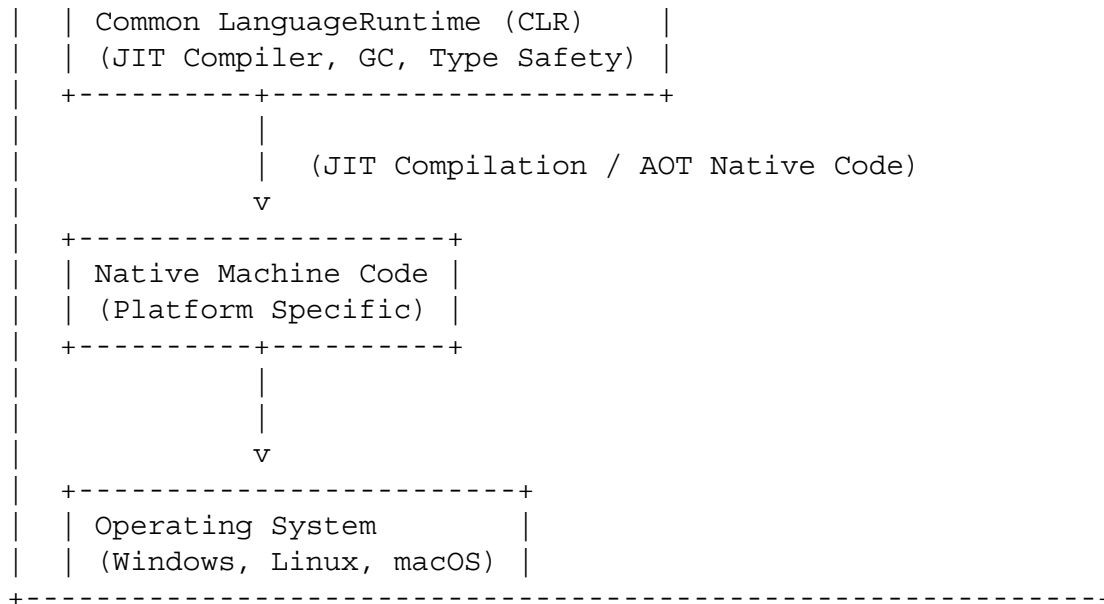 | | Common LanguageRuntime (CLR) |
| | (JIT Compiler, GC, Type Safety) |
| +----------+----------------------+
| |
| | (JIT Compilation / AOT Native Code)
| v
| +---------------------+
| | Native Machine Code |
| | (Platform Specific) |
| +----------+----------+
| |
| |
| v
| +-------------------------+
| | Operating System |
| | (Windows, Linux, macOS) |
+--------------------------------------------------------------